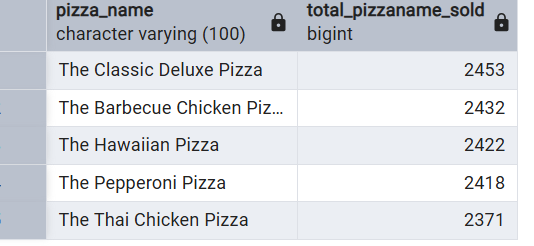 pizza_name total_pizzaname_sold
character varying (100) bigint
The Classic Deluxe Pizza 2453
The Barbecue Chicken Piz… 2432
The Hawaiian Pizza 2422
The Pepperoni Pizza 2418
The Thai Chicken Pizza 2371